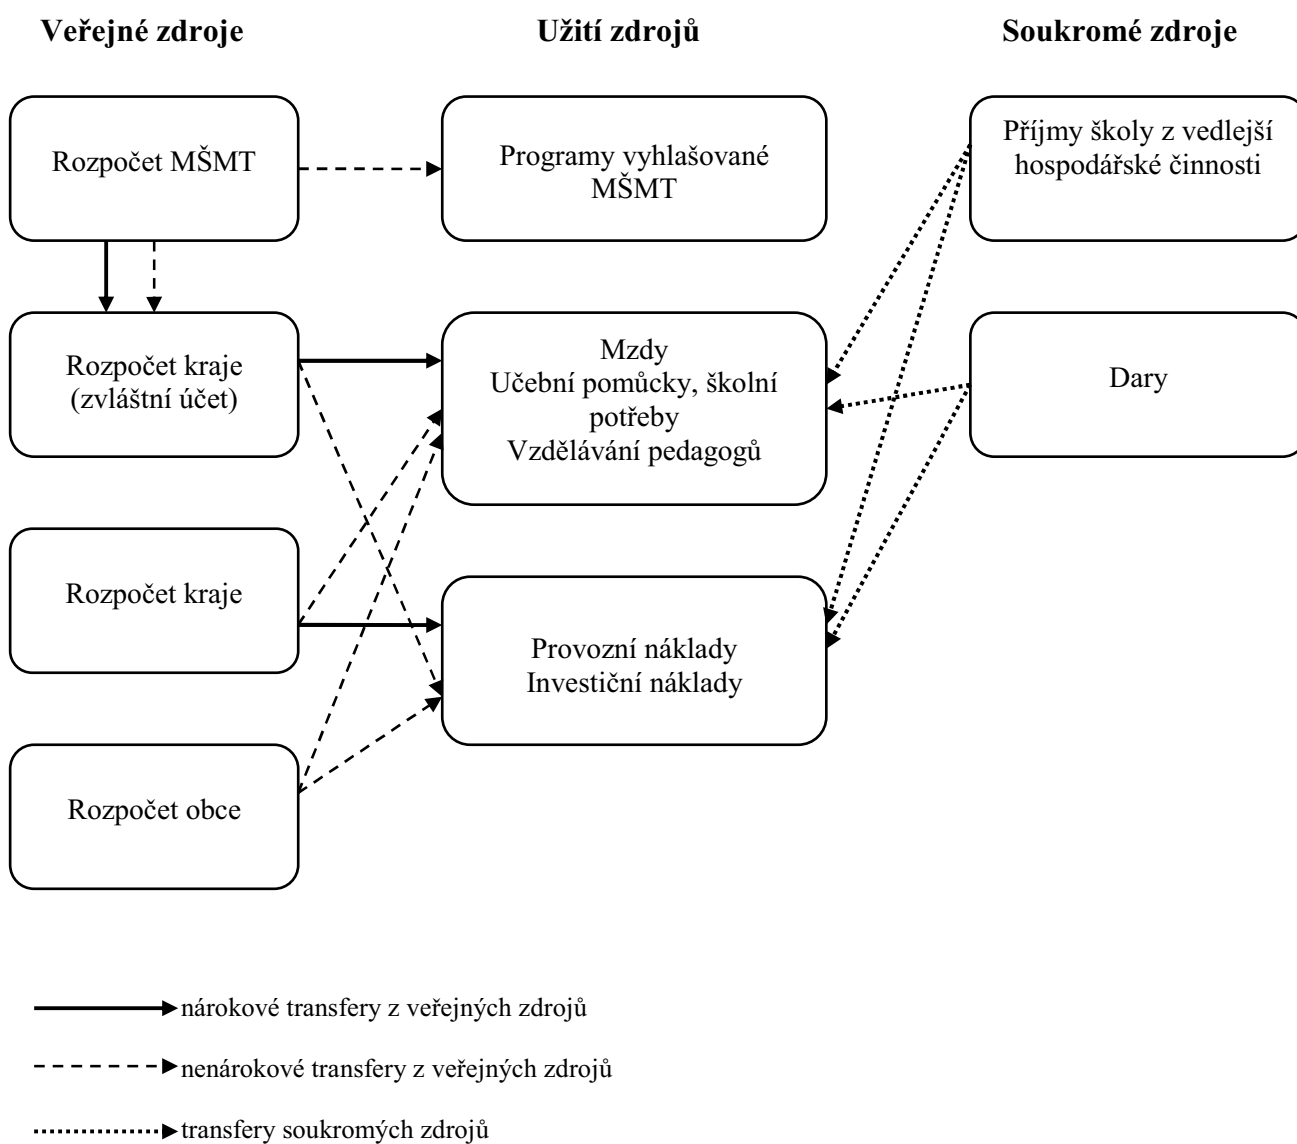 Veřejné zdroje
Užití zdrojů
Soukromé zdroje
Rozpočet MŠMT
Programy vyhlašované
MŠMT
Příjmy školy z vedlejší
hospodářské činnosti
Rozpočet kraje
(zvláštní účet)
Mzdy
Učební pomůcky, školní
potřeby
Vzdělávání pedagogů
Dary
Rozpočet kraje
Provozní náklady
Investiční náklady
Rozpočet obce
nárokové transfery z veřejných zdrojů
nenárokové transfery z veřejných zdrojů
transfery soukromých zdrojů